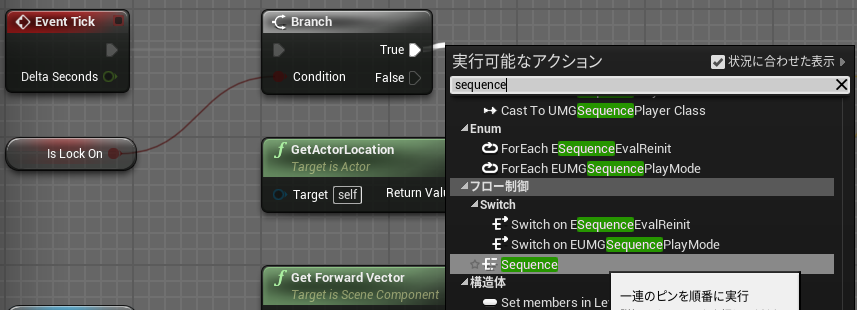 Event Tick
Delta Seconds
Is Lock On
Branch
True
Condition
False
GetActorLocation
Target is Actor
Target self
Return Valu
Get Forward Vector
Target is Scene Component
実行可能なアクション
状況に合わせた表示
sequence
Cast To UMGSequencePlayer Class
Enum
ForEach ESequenceEvalReinit
ForEach EUMGSequencePlayMode
フロー制御
Switch
Switch on ESequenceEvalReinit
Switch on EUMGSequencePlayMode
Sequence
構造体
Set members in Le
一連のピンを順番に実行